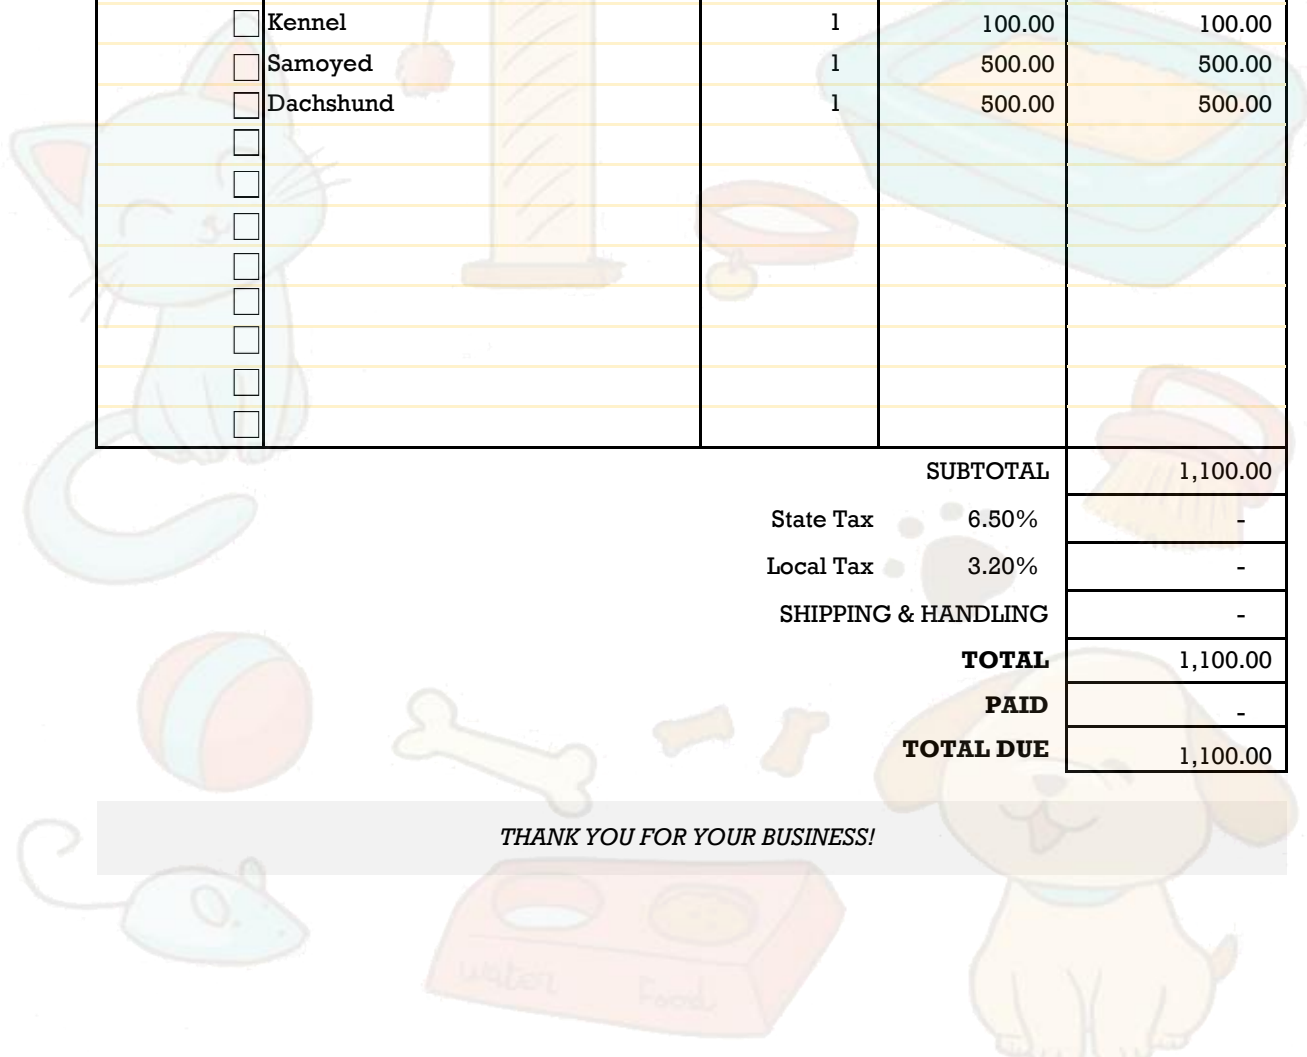 Kennel 1 100.00 100.00
Samoyed 1 500.00 500.00
Dachshund 1 500.00 500.00
SUBTOTAL 1,100.00
State Tax 6.50% -
Local Tax 3.20% -
SHIPPING & HANDLING -
TOTAL 1,100.00
PAID -
TOTAL DUE 1,100.00
THANK YOU FOR YOUR BUSINESS!
water Food